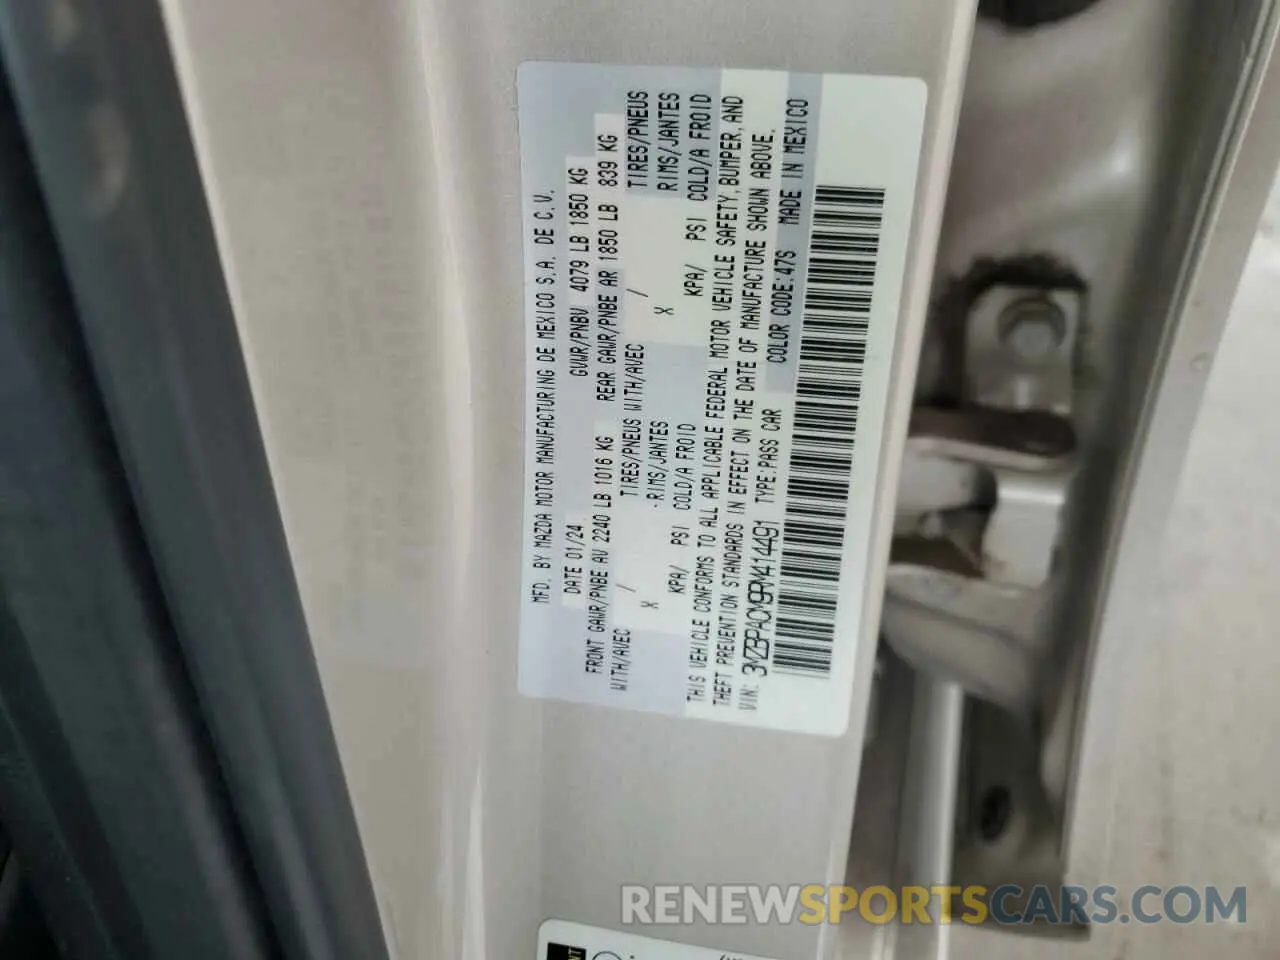 MFD. BY MAZDA MOTOR MANUFACTURING DE MEXICO S.A. DE C.V.
DATE 01/24 GVWR/PNBV 4079 LB 1850 KG
FRONT GAWR/PNBE AV 2240 LB 1016 KG REAR GAWR/PNBE AR 1850 LB 839 KG
WITH/AVEC / TIRES/PNEUS WITH/AVEC / TIRES/PNEUS
X RIMS/JANTES X RIMS/JANTES
KPA/ PSI COLD/A FROID KPA/ PSI COLD/A FROID
THIS VEHICLE CONFORMS TO ALL APPLICABLE FEDERAL MOTOR VEHICLE SAFETY, BUMPER, AND
THEFT PREVENTION STANDARDS IN EFFECT ON THE DATE OF MANUFACTURE SHOWN ABOVE.
VIN: 3MZBPACM9RM414491 TYPE:PASS CAR COLOR CODE:47S MADE IN MEXICO
RENEWSPORTSCARS.COM